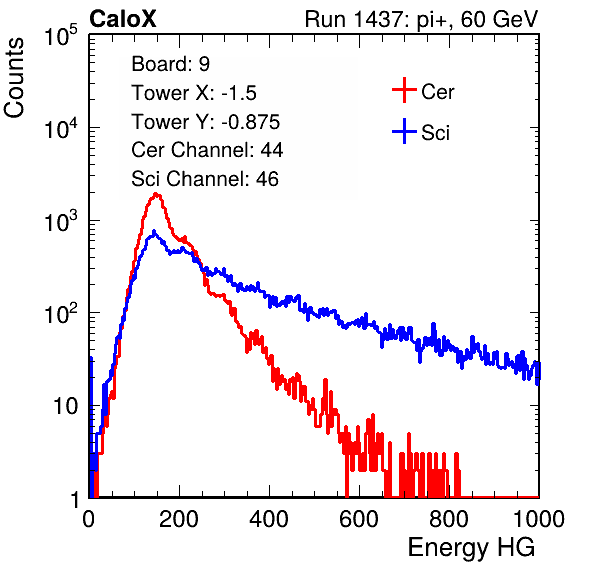 CaloX
Run 1437: pi+, 60 GeV
Counts
Board: 9
Tower X: -1.5
Tower Y: -0.875
Cer Channel: 44
Sci Channel: 46
Cer
Sci
10^5
10^4
10^3
10^2
10
1
0 200 400 600 800 1000
Energy HG